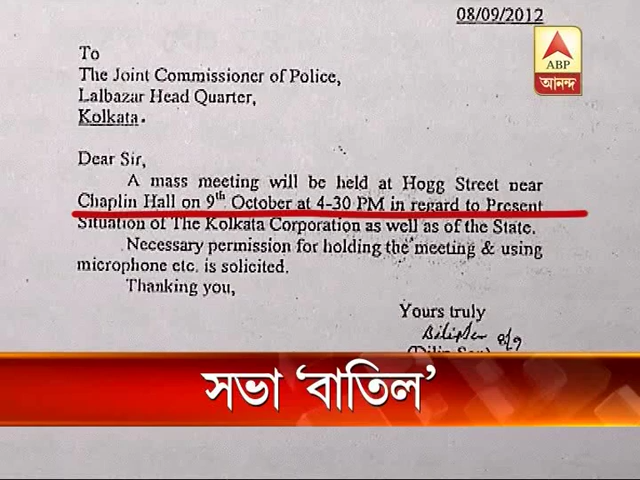 08/09/2012
ABP
আনন্দ
To
The Joint Commissioner of Police,
Lalbazar Head Quarter,
Kolkata.
Dear Sir,
A mass meeting will be held at Hogg Street near
Chaplin Hall on 9th October at 4-30 PM in regard to Present
Situation of The Kolkata Corporation as well as of the State.
Necessary permission for holding the meeting & using
microphone etc. is solicited.
Thanking you,
Yours truly
8/9
সভা ‘বাতিল’